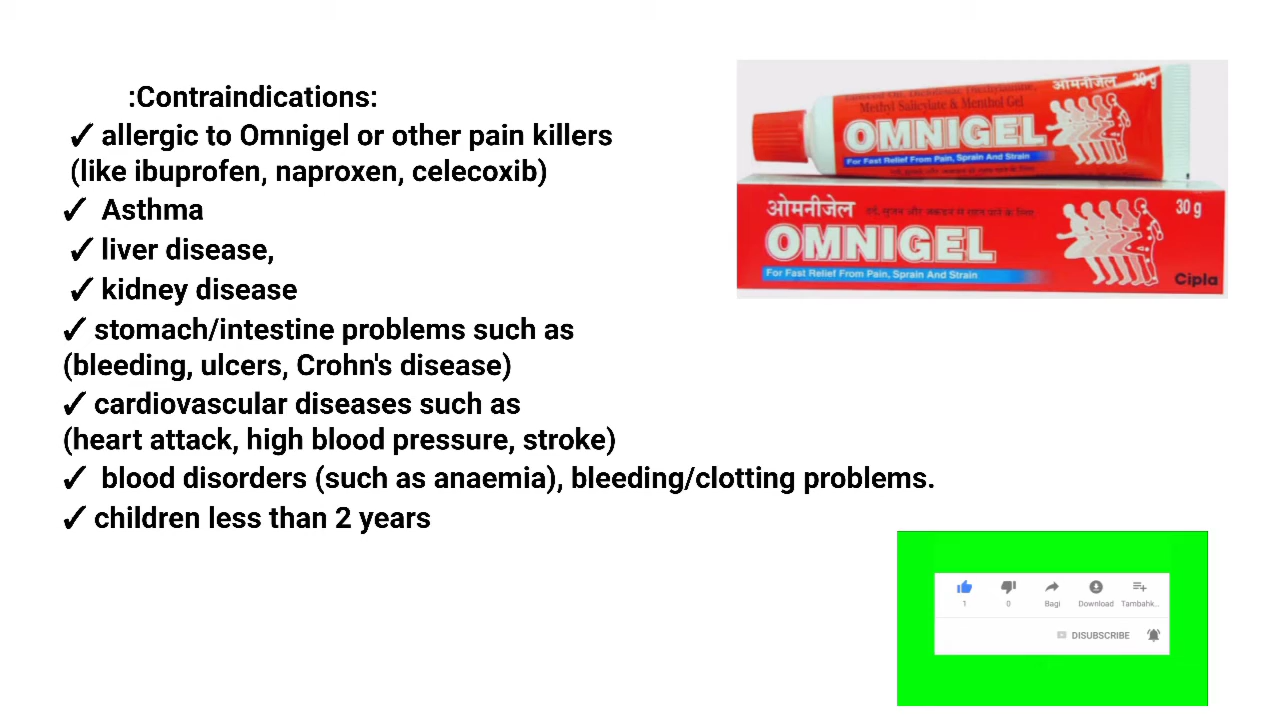 :Contraindications:
✓ allergic to Omnigel or other pain killers
(like ibuprofen, naproxen, celecoxib)
✓ Asthma
✓ liver disease,
✓ kidney disease
✓ stomach/intestine problems such as
(bleeding, ulcers, Crohn's disease)
✓ cardiovascular diseases such as
(heart attack, high blood pressure, stroke)
✓ blood disorders (such as anaemia), bleeding/clotting problems.
✓ children less than 2 years
ओमनीजेल 30 g
Methyl Salicylate & Menthol Gel
OMNIGEL
For Fast Relief From Pain, Sprain And Strain
ओमनीजेल
30 g
OMNIGEL
For Fast Relief From Pain, Sprain And Strain
Cipla
1 0 Bagi Download Tambahk...
DISUBSCRIBE